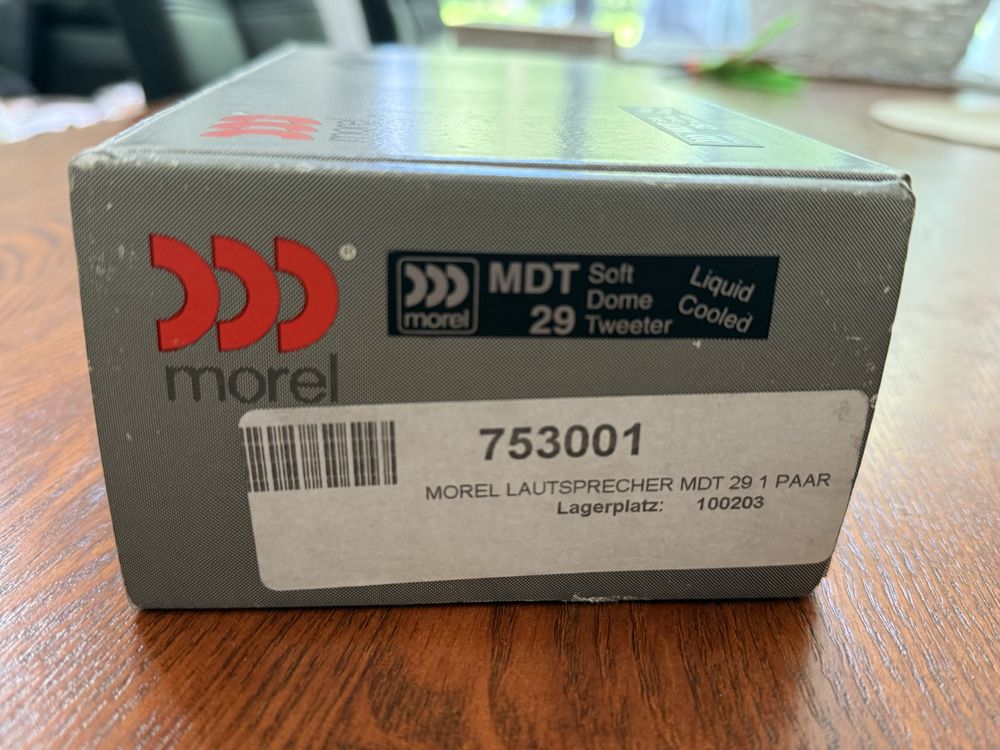 morel
®
morel
MDT 29
Soft
Dome
Tweeter
Liquid
Cooled
753001
MOREL LAUTSPRECHER MDT 29 1 PAAR
Lagerplatz: 100203